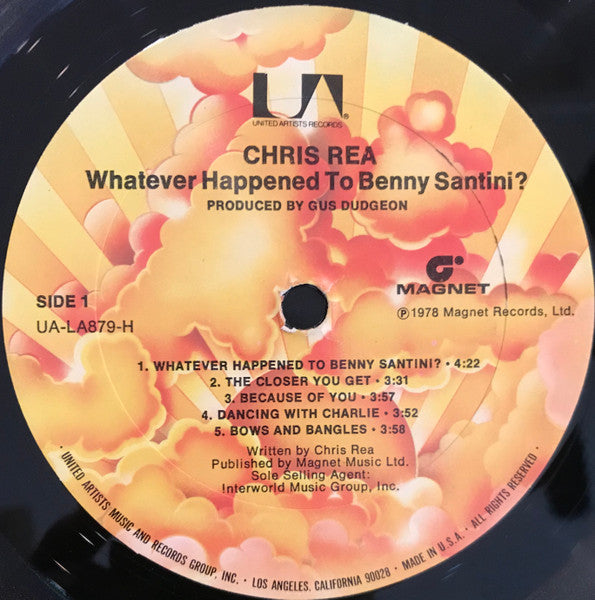 UA®
UNITED ARTISTS RECORDS
CHRIS REA
Whatever Happened To Benny Santini?
PRODUCED BY GUS DUDGEON
MAGNET
SIDE 1
UA-LA879-H
℗1978 Magnet Records, Ltd.
1. WHATEVER HAPPENED TO BENNY SANTINI? • 4:22
2. THE CLOSER YOU GET • 3:31
3. BECAUSE OF YOU • 3:57
4. DANCING WITH CHARLIE • 3:52
5. BOWS AND BANGLES • 3:58
Written by Chris Rea
Published by Magnet Music Ltd.
Sole Selling Agent:
Interworld Music Group, Inc.
• UNITED ARTISTS MUSIC AND RECORDS GROUP, INC. • LOS ANGELES, CALIFORNIA 90028 • MADE IN U.S.A. • ALL RIGHTS RESERVED •